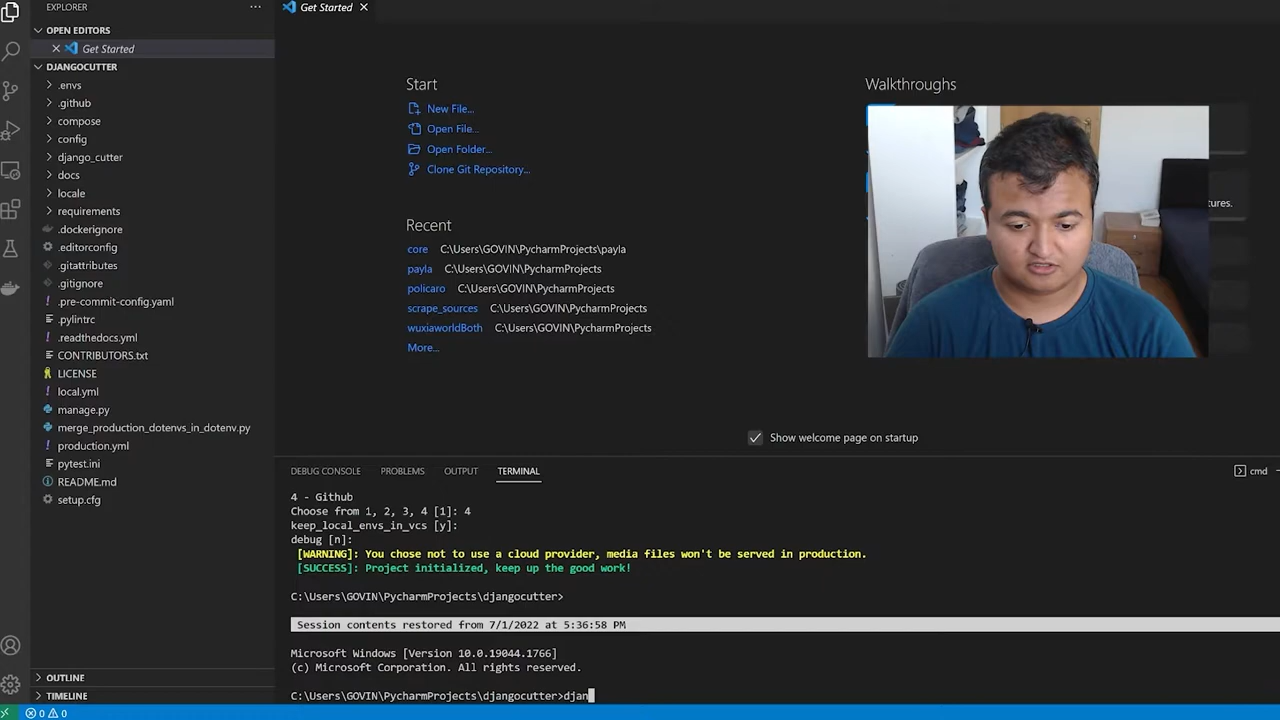 EXPLORER
Get Started
OPEN EDITORS
Get Started
DJANGOCUTTER
.envs
.github
compose
config
django_cutter
docs
locale
requirements
.dockerignore
.editorconfig
.gitattributes
.gitignore
.pre-commit-config.yaml
.pylintrc
.readthedocs.yml
CONTRIBUTORS.txt
LICENSE
local.yml
manage.py
merge_production_dotenvs_in_dotenv.py
production.yml
pytest.ini
README.md
setup.cfg
OUTLINE
TIMELINE
0 0
Start
New File...
Open File...
Open Folder...
Clone Git Repository...
Recent
core C:\Users\GOVIN\PycharmProjects\payla
payla C:\Users\GOVIN\PycharmProjects
policaro C:\Users\GOVIN\PycharmProjects
scrape_sources C:\Users\GOVIN\PycharmProjects
wuxiaworldBoth C:\Users\GOVIN\PycharmProjects
More...
Walkthroughs
tures.
Show welcome page on startup
DEBUG CONSOLE PROBLEMS OUTPUT TERMINAL
cmd
4 - Github
Choose from 1, 2, 3, 4 [1]: 4
keep_local_envs_in_vcs [y]:
debug [n]:
[WARNING]: You chose not to use a cloud provider, media files won't be served in production.
[SUCCESS]: Project initialized, keep up the good work!
C:\Users\GOVIN\PycharmProjects\djangocutter>
Session contents restored from 7/1/2022 at 5:36:58 PM
Microsoft Windows [Version 10.0.19044.1766]
(c) Microsoft Corporation. All rights reserved.
C:\Users\GOVIN\PycharmProjects\djangocutter>djan